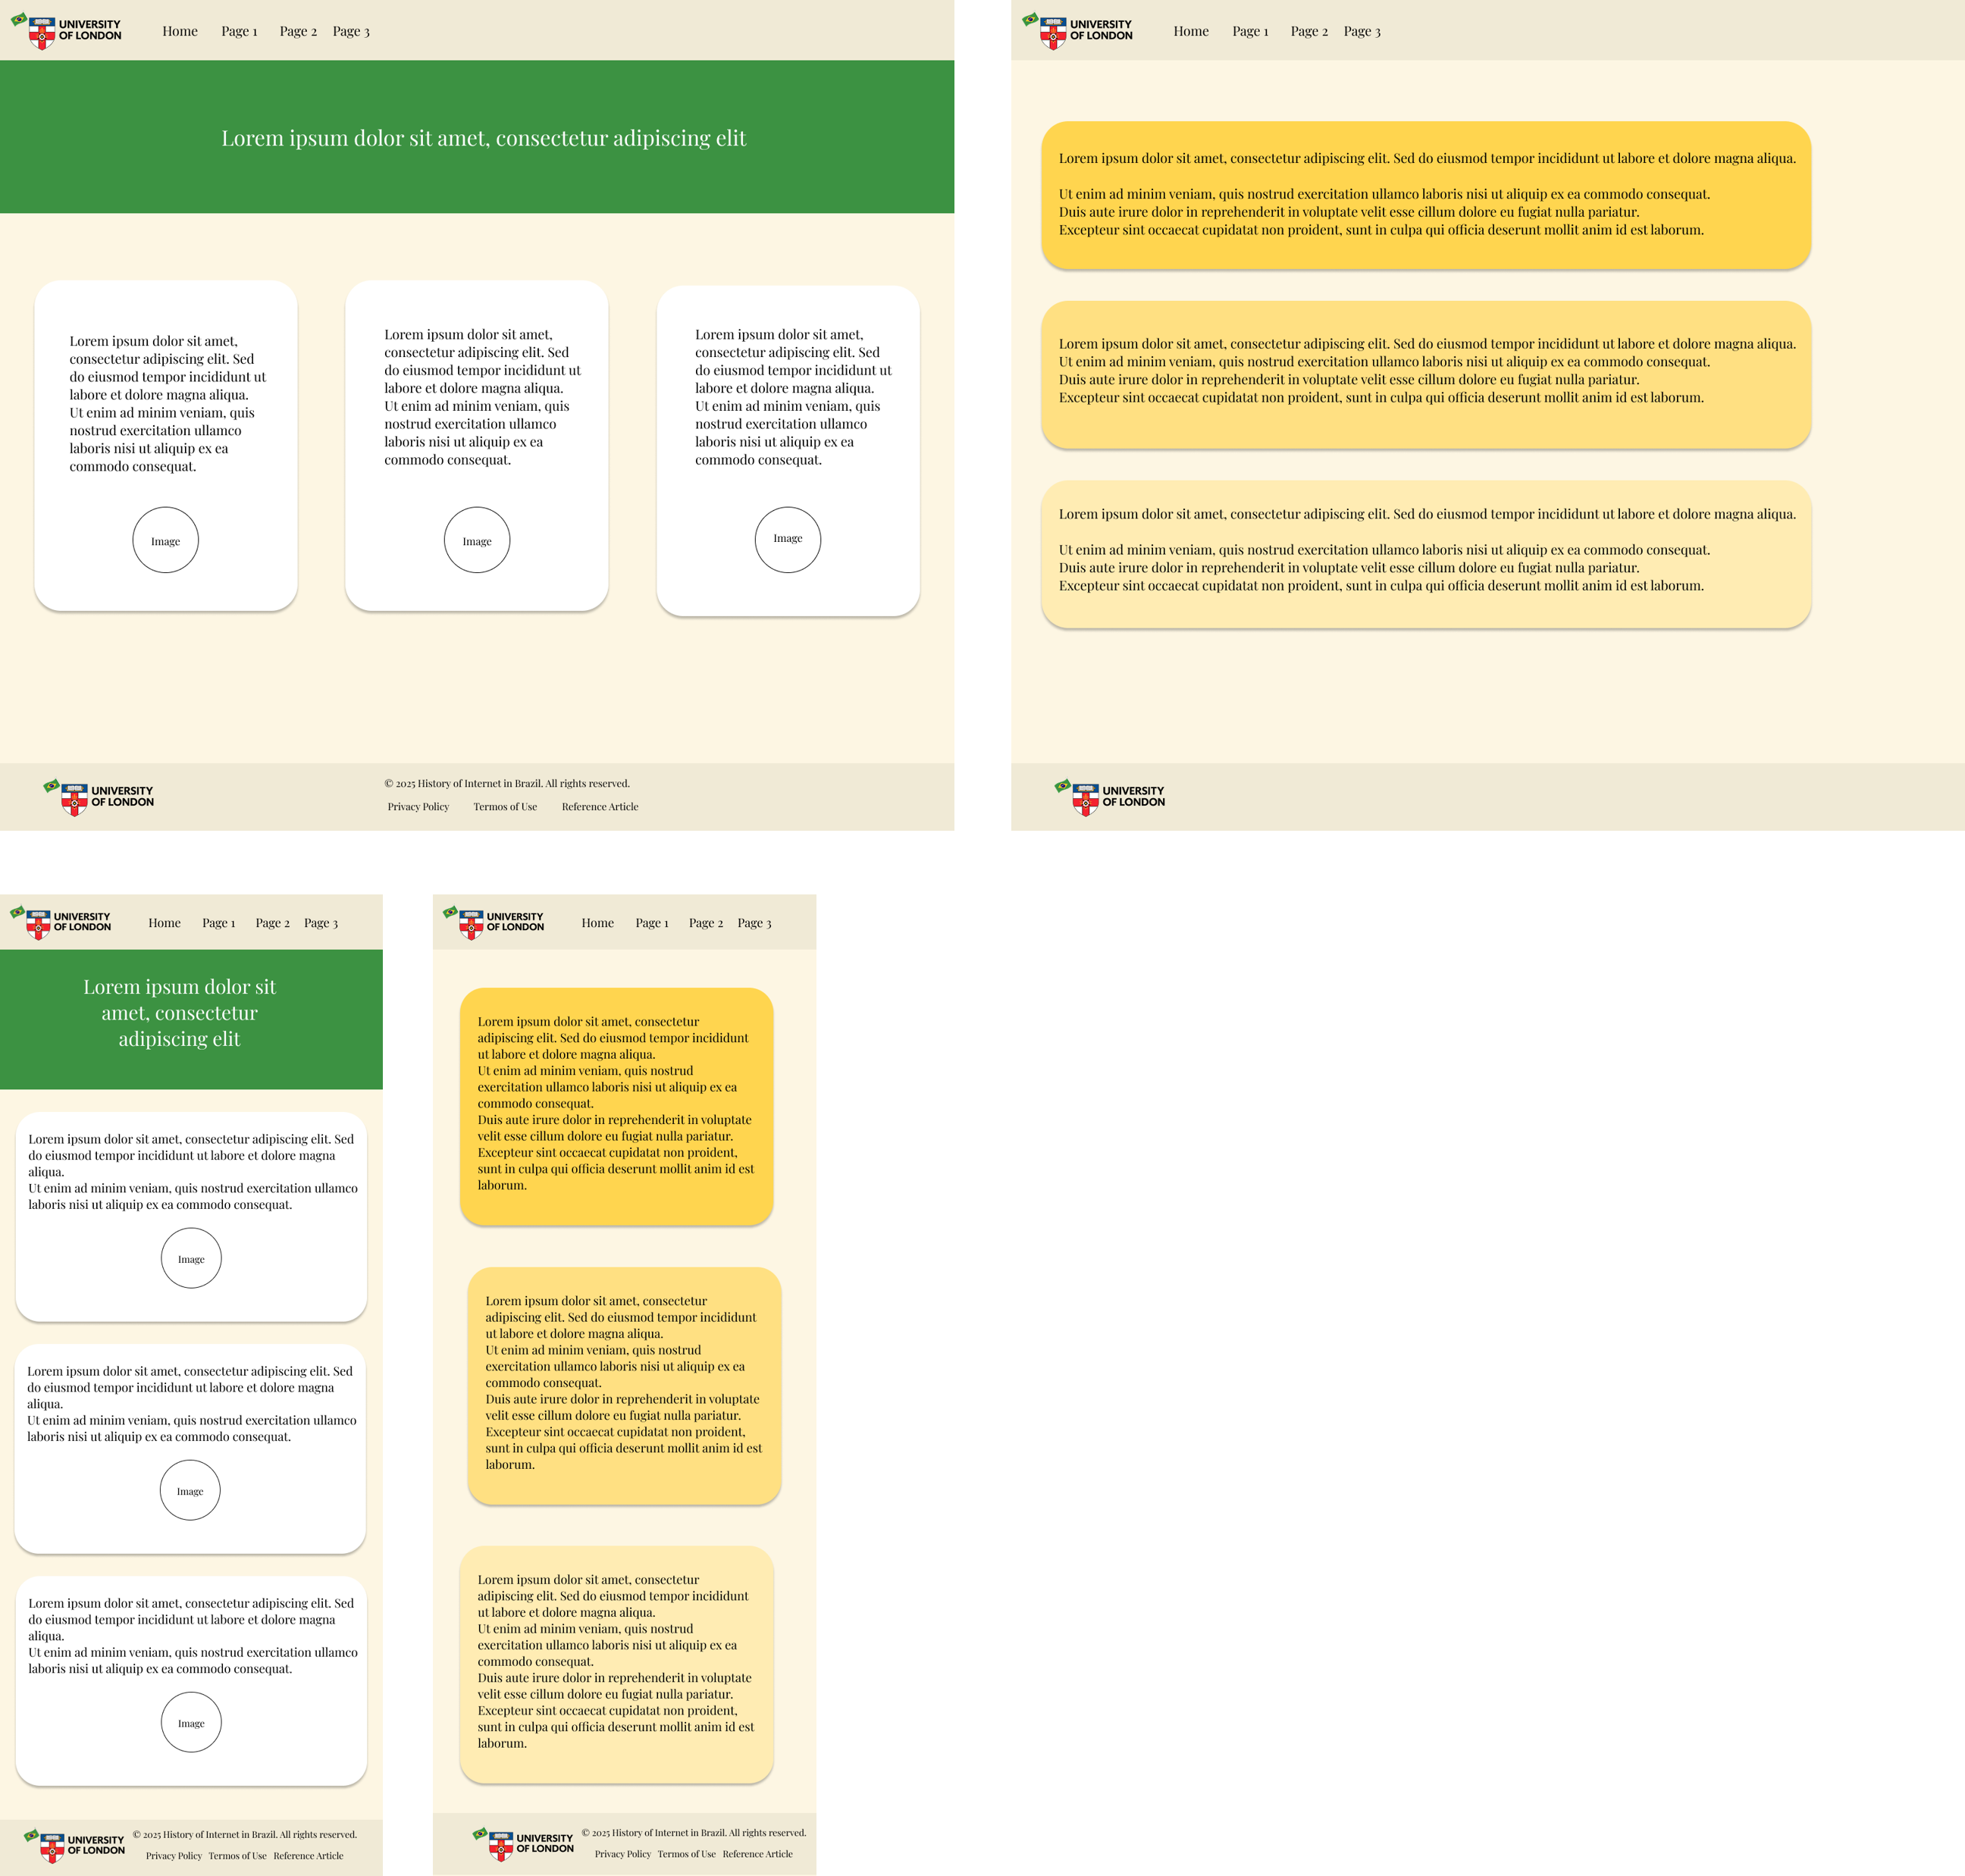 UNIVERSITY
OF LONDON
Home Page 1 Page 2 Page 3
Lorem ipsum dolor sit amet, consectetur adipiscing elit
Lorem ipsum dolor sit amet,
consectetur adipiscing elit. Sed
do eiusmod tempor incididunt ut
labore et dolore magna aliqua.
Ut enim ad minim veniam, quis
nostrud exercitation ullamco
laboris nisi ut aliquip ex ea
commodo consequat.
Image
Lorem ipsum dolor sit amet,
consectetur adipiscing elit. Sed
do eiusmod tempor incididunt ut
labore et dolore magna aliqua.
Ut enim ad minim veniam, quis
nostrud exercitation ullamco
laboris nisi ut aliquip ex ea
commodo consequat.
Image
Lorem ipsum dolor sit amet,
consectetur adipiscing elit. Sed
do eiusmod tempor incididunt ut
labore et dolore magna aliqua.
Ut enim ad minim veniam, quis
nostrud exercitation ullamco
laboris nisi ut aliquip ex ea
commodo consequat.
Image
UNIVERSITY
OF LONDON
© 2025 History of Internet in Brazil. All rights reserved.
Privacy Policy Termos of Use Reference Article
UNIVERSITY
OF LONDON
Home Page 1 Page 2 Page 3
Lorem ipsum dolor sit amet, consectetur adipiscing elit. Sed do eiusmod tempor incididunt ut labore et dolore magna aliqua.
Ut enim ad minim veniam, quis nostrud exercitation ullamco laboris nisi ut aliquip ex ea commodo consequat.
Duis aute irure dolor in reprehenderit in voluptate velit esse cillum dolore eu fugiat nulla pariatur.
Excepteur sint occaecat cupidatat non proident, sunt in culpa qui officia deserunt mollit anim id est laborum.
Lorem ipsum dolor sit amet, consectetur adipiscing elit. Sed do eiusmod tempor incididunt ut labore et dolore magna aliqua.
Ut enim ad minim veniam, quis nostrud exercitation ullamco laboris nisi ut aliquip ex ea commodo consequat.
Duis aute irure dolor in reprehenderit in voluptate velit esse cillum dolore eu fugiat nulla pariatur.
Excepteur sint occaecat cupidatat non proident, sunt in culpa qui officia deserunt mollit anim id est laborum.
Lorem ipsum dolor sit amet, consectetur adipiscing elit. Sed do eiusmod tempor incididunt ut labore et dolore magna aliqua.
Ut enim ad minim veniam, quis nostrud exercitation ullamco laboris nisi ut aliquip ex ea commodo consequat.
Duis aute irure dolor in reprehenderit in voluptate velit esse cillum dolore eu fugiat nulla pariatur.
Excepteur sint occaecat cupidatat non proident, sunt in culpa qui officia deserunt mollit anim id est laborum.
UNIVERSITY
OF LONDON
UNIVERSITY
OF LONDON
Home Page 1 Page 2 Page 3
Lorem ipsum dolor sit
amet, consectetur
adipiscing elit
Lorem ipsum dolor sit amet, consectetur adipiscing elit. Sed
do eiusmod tempor incididunt ut labore et dolore magna
aliqua.
Ut enim ad minim veniam, quis nostrud exercitation ullamco
laboris nisi ut aliquip ex ea commodo consequat.
Image
Lorem ipsum dolor sit amet, consectetur adipiscing elit. Sed
do eiusmod tempor incididunt ut labore et dolore magna
aliqua.
Ut enim ad minim veniam, quis nostrud exercitation ullamco
laboris nisi ut aliquip ex ea commodo consequat.
Image
Lorem ipsum dolor sit amet, consectetur adipiscing elit. Sed
do eiusmod tempor incididunt ut labore et dolore magna
aliqua.
Ut enim ad minim veniam, quis nostrud exercitation ullamco
laboris nisi ut aliquip ex ea commodo consequat.
Image
UNIVERSITY
OF LONDON
© 2025 History of Internet in Brazil. All rights reserved.
Privacy Policy Termos of Use Reference Article
UNIVERSITY
OF LONDON
Home Page 1 Page 2 Page 3
Lorem ipsum dolor sit amet, consectetur
adipiscing elit. Sed do eiusmod tempor incididunt
ut labore et dolore magna aliqua.
Ut enim ad minim veniam, quis nostrud
exercitation ullamco laboris nisi ut aliquip ex ea
commodo consequat.
Duis aute irure dolor in reprehenderit in voluptate
velit esse cillum dolore eu fugiat nulla pariatur.
Excepteur sint occaecat cupidatat non proident,
sunt in culpa qui officia deserunt mollit anim id est
laborum.
Lorem ipsum dolor sit amet, consectetur
adipiscing elit. Sed do eiusmod tempor incididunt
ut labore et dolore magna aliqua.
Ut enim ad minim veniam, quis nostrud
exercitation ullamco laboris nisi ut aliquip ex ea
commodo consequat.
Duis aute irure dolor in reprehenderit in voluptate
velit esse cillum dolore eu fugiat nulla pariatur.
Excepteur sint occaecat cupidatat non proident,
sunt in culpa qui officia deserunt mollit anim id est
laborum.
Lorem ipsum dolor sit amet, consectetur
adipiscing elit. Sed do eiusmod tempor incididunt
ut labore et dolore magna aliqua.
Ut enim ad minim veniam, quis nostrud
exercitation ullamco laboris nisi ut aliquip ex ea
commodo consequat.
Duis aute irure dolor in reprehenderit in voluptate
velit esse cillum dolore eu fugiat nulla pariatur.
Excepteur sint occaecat cupidatat non proident,
sunt in culpa qui officia deserunt mollit anim id est
laborum.
UNIVERSITY
OF LONDON
© 2025 History of Internet in Brazil. All rights reserved.
Privacy Policy Termos of Use Reference Article